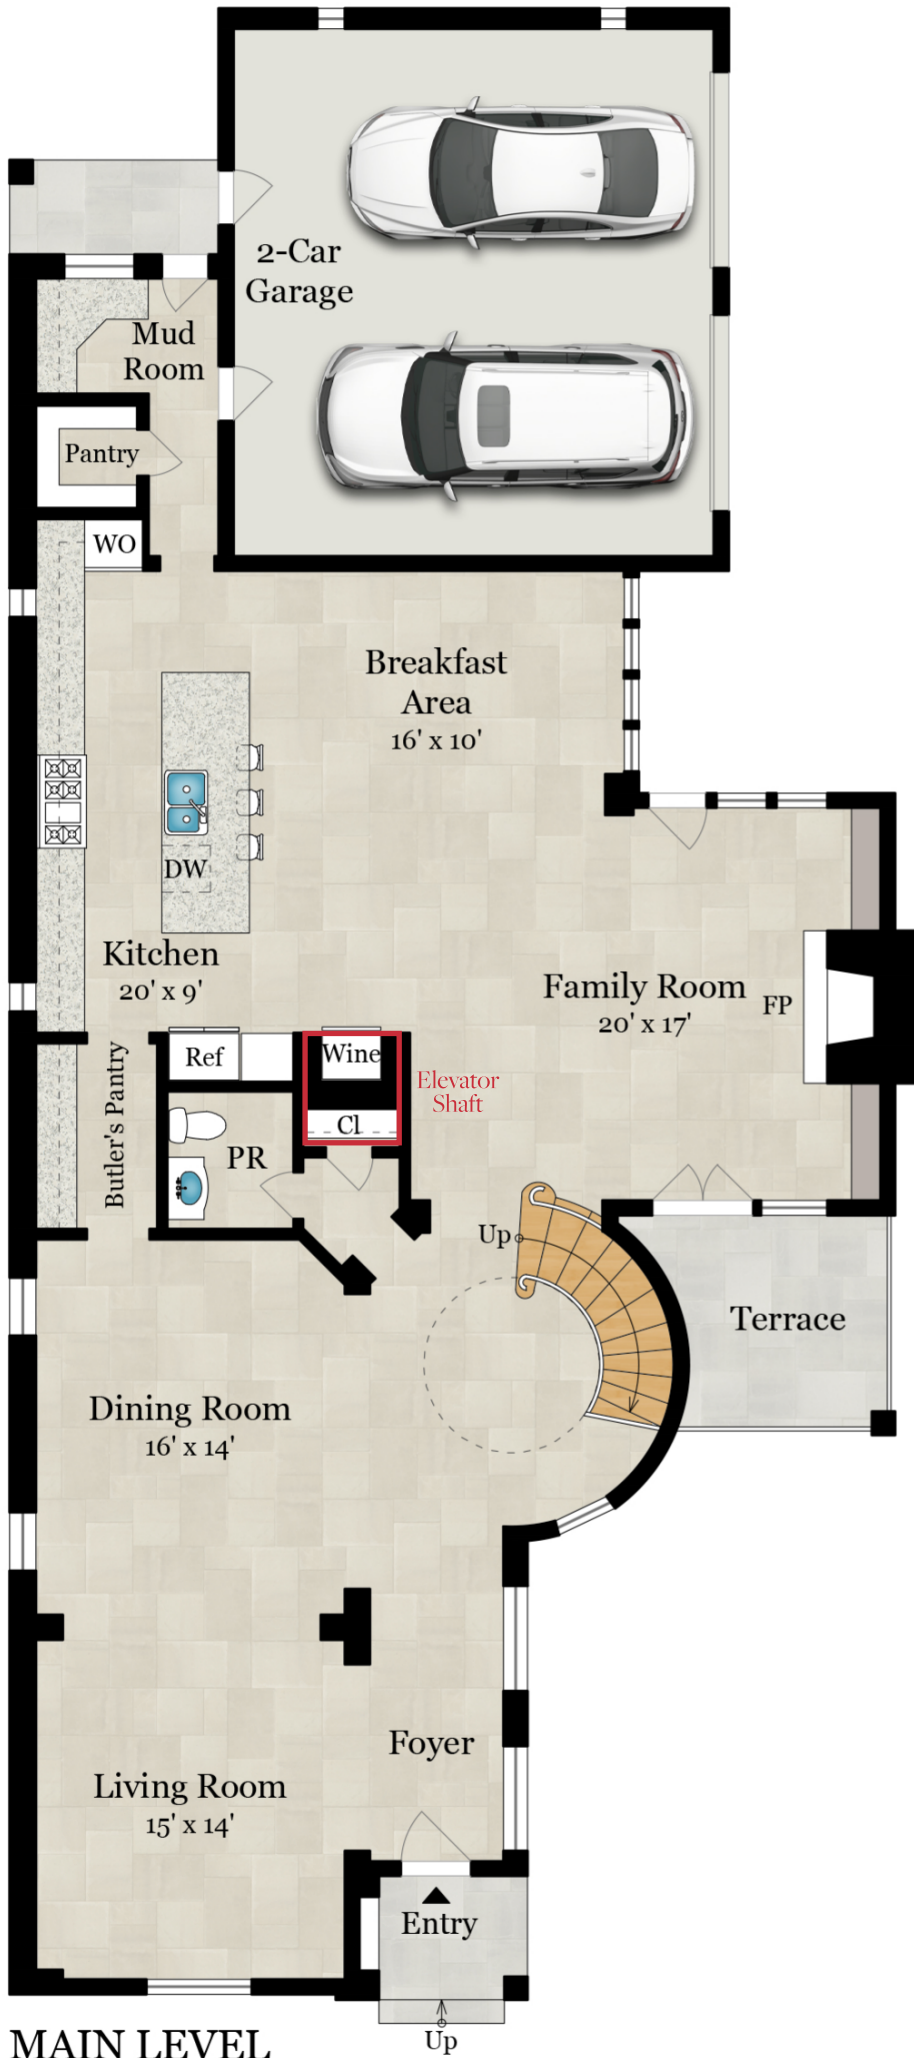 2-Car
Garage
Mud
Room
Pantry
WO
Breakfast
Area
16' x 10'
DW
Kitchen
20' x 9'
Family Room
20' x 17'
FP
Ref
Wine
Elevator
Shaft
Butler's Pantry
Cl
PR
Up
Terrace
Dining Room
16' x 14'
Foyer
Living Room
15' x 14'
Entry
Up
MAIN LEVEL